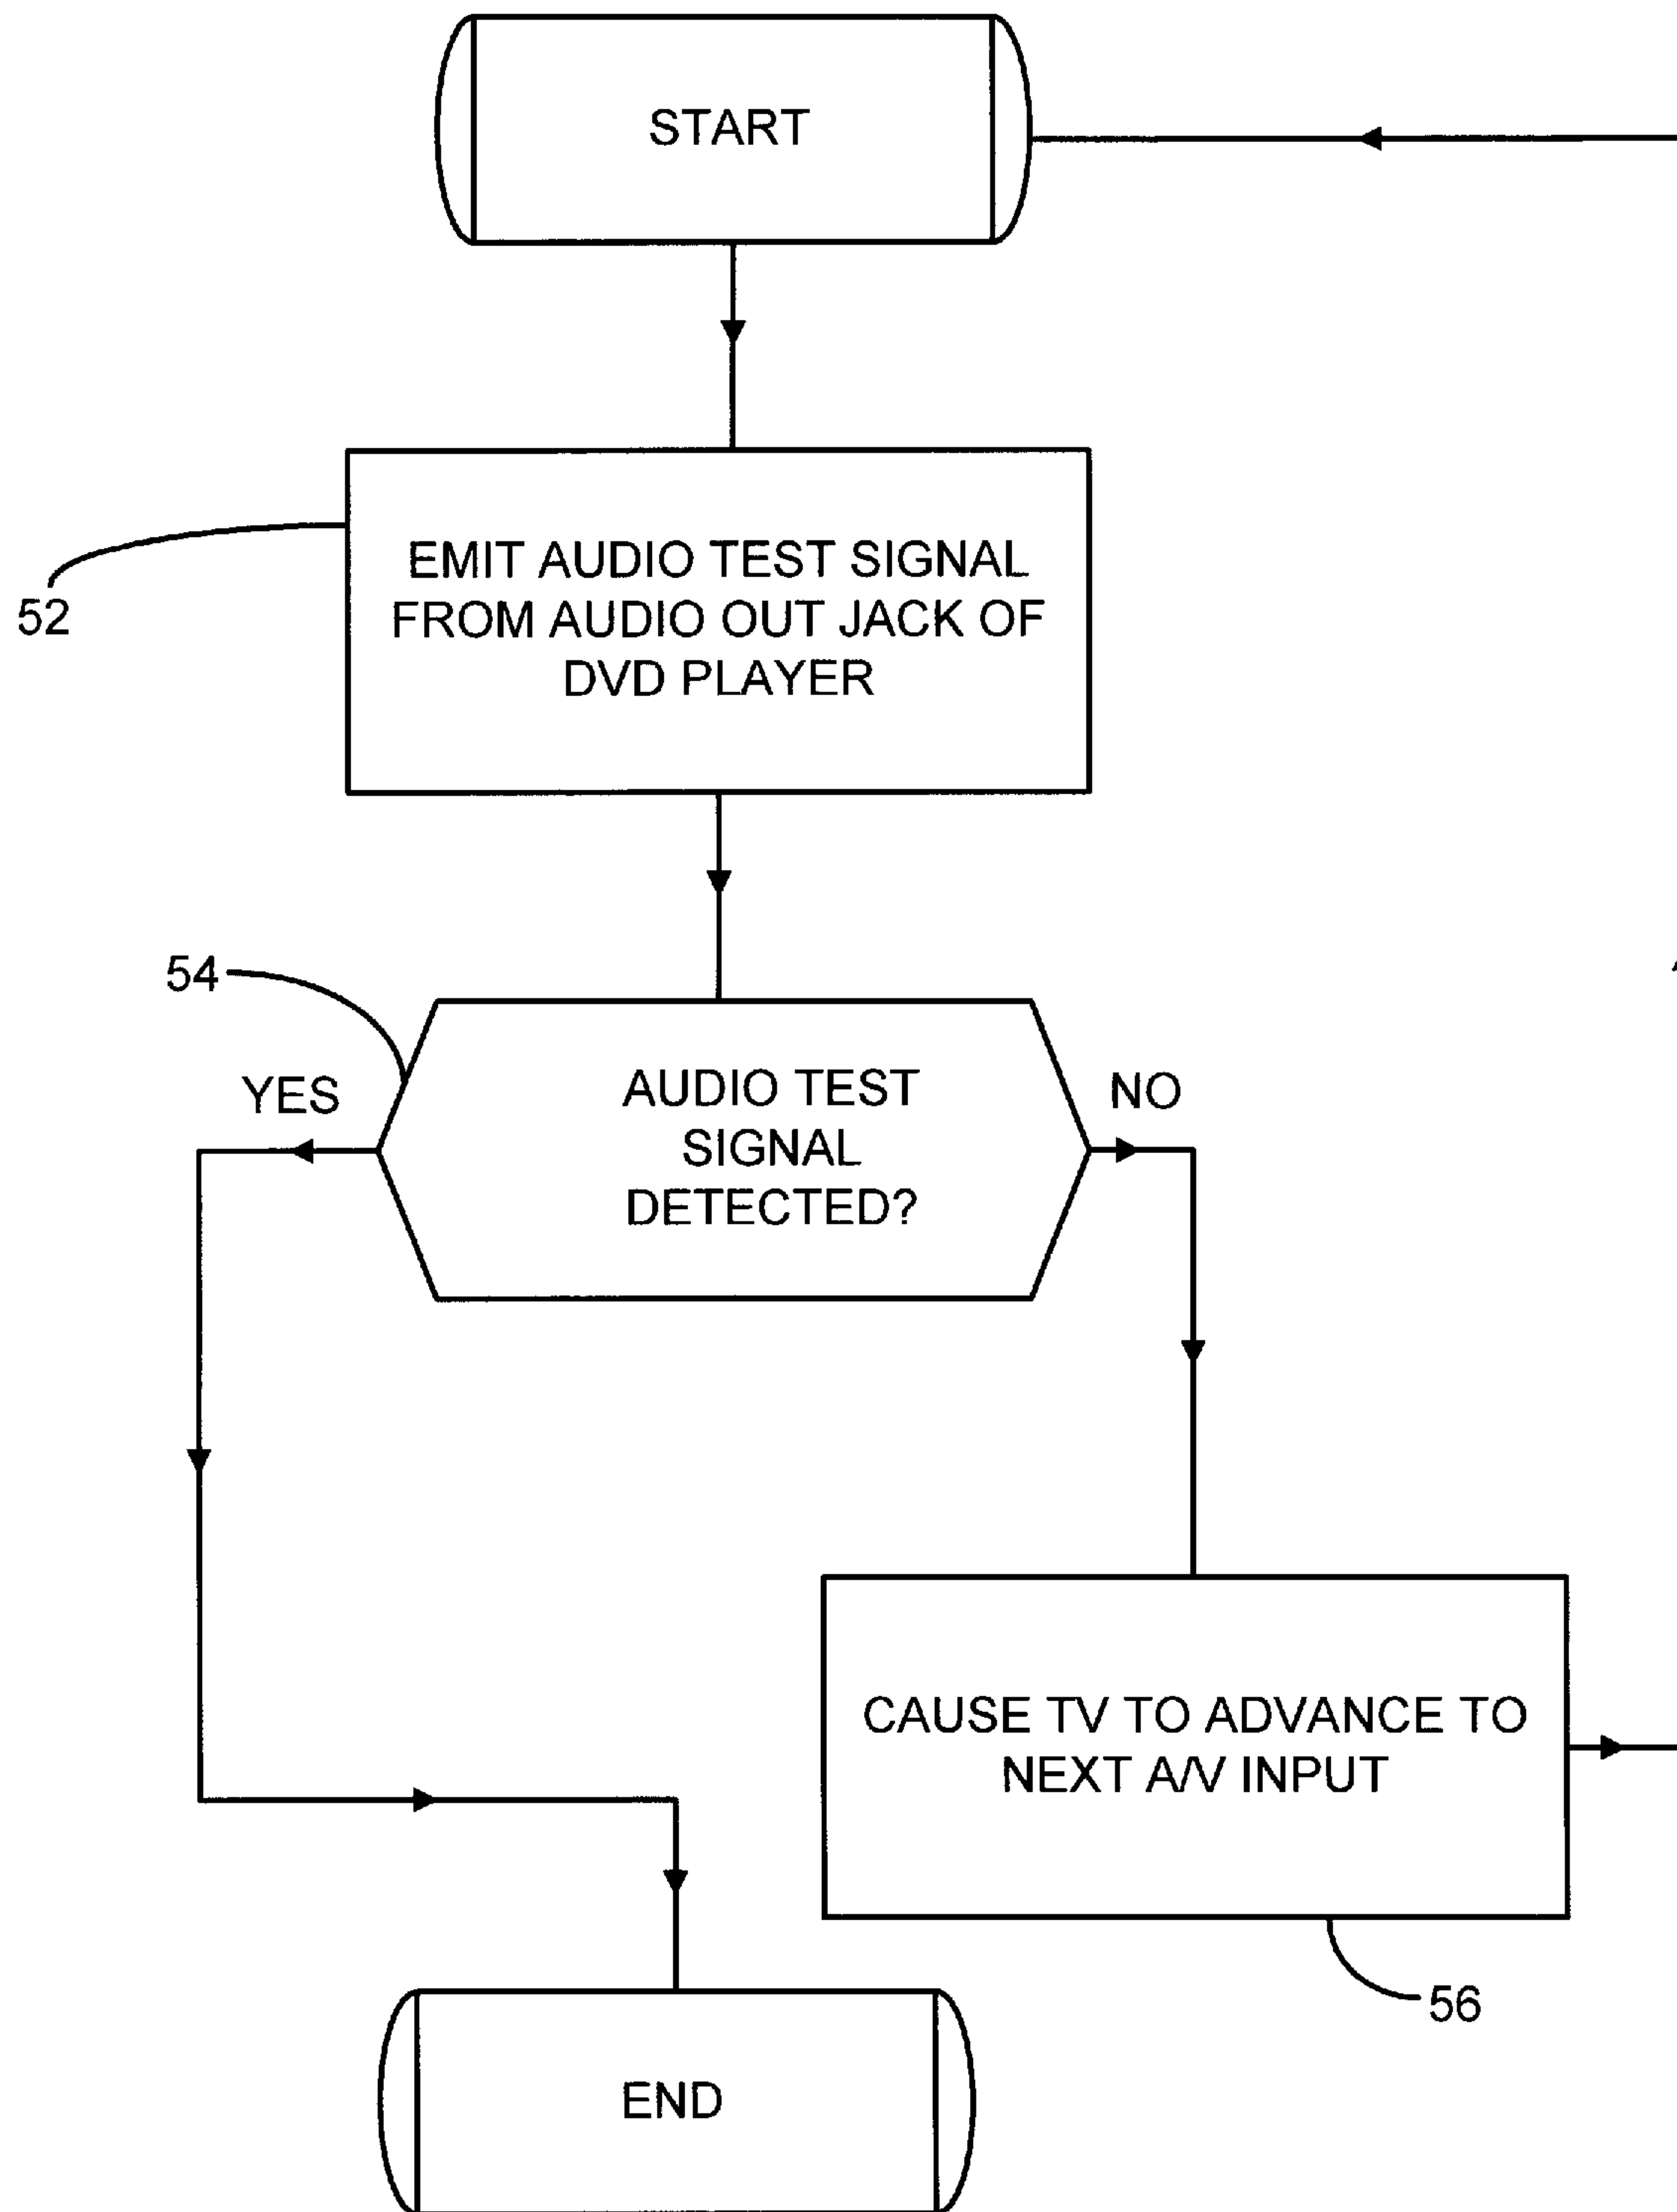 START
EMIT AUDIO TEST SIGNAL
FROM AUDIO OUT JACK OF
DVD PLAYER
52
54
YES
AUDIO TEST
SIGNAL
DETECTED?
NO
CAUSE TV TO ADVANCE TO
NEXT A/V INPUT
56
END